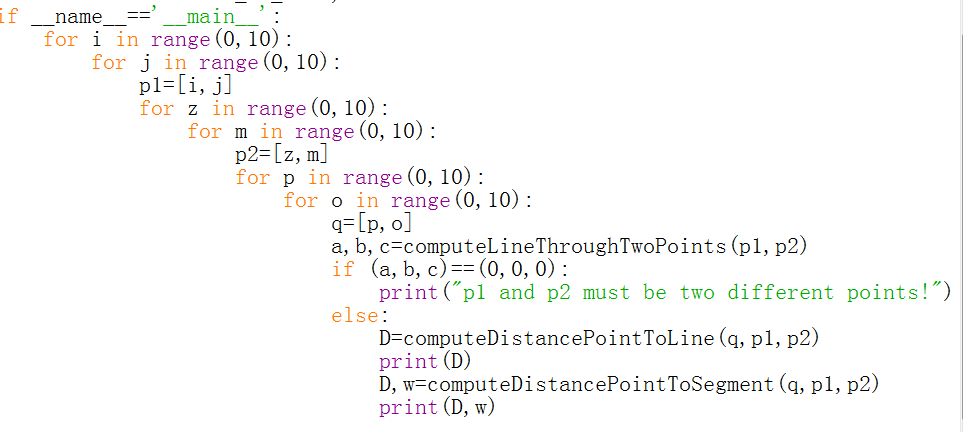 if __name__=='__main__':
    for i in range(0,10):
        for j in range(0,10):
            p1=[i,j]
            for z in range(0,10):
                for m in range(0,10):
                    p2=[z,m]
                    for p in range(0,10):
                        for o in range(0,10):
                            q=[p,o]
                            a,b,c=computeLineThroughTwoPoints(p1,p2)
                            if (a,b,c)==(0,0,0):
                                print("p1 and p2 must be two different points!")
                            else:
                                D=computeDistancePointToLine(q,p1,p2)
                                print(D)
                                D,w=computeDistancePointToSegment(q,p1,p2)
                                print(D,w)